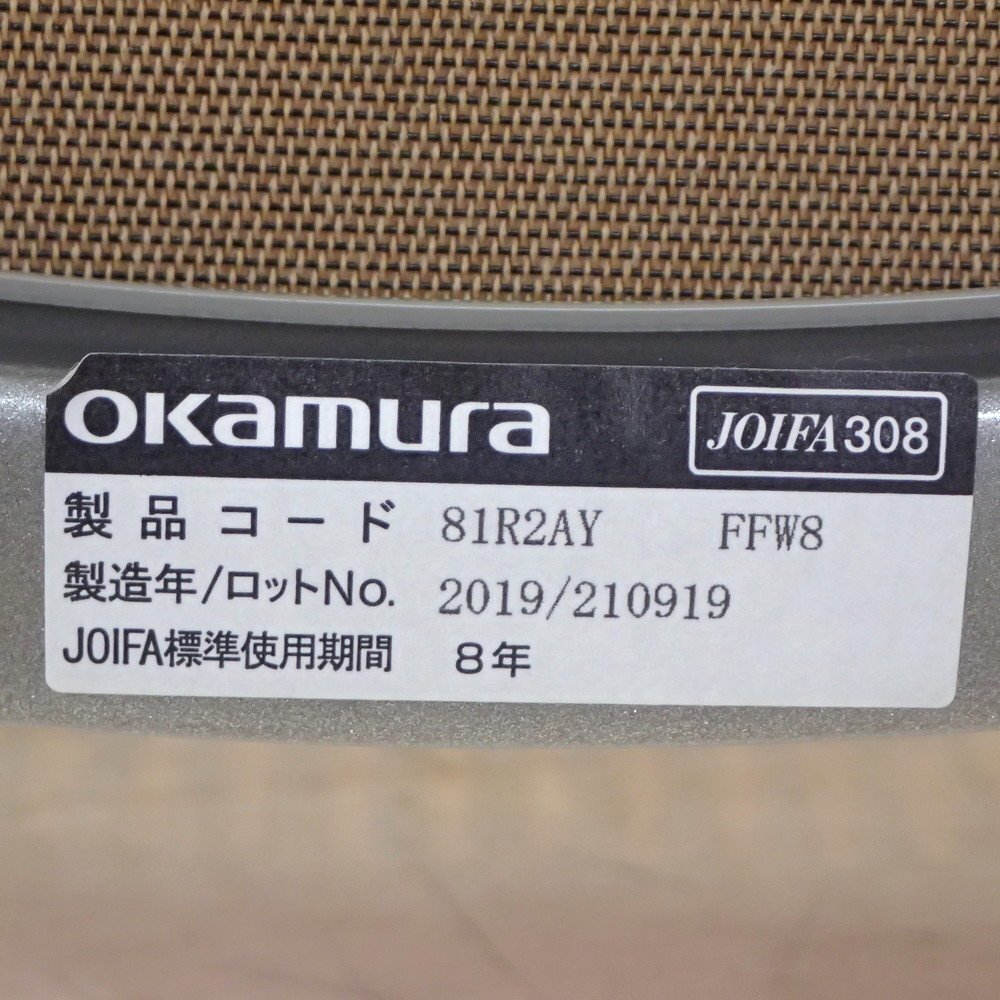 okamura JOIFA308
製品コード 81R2AY FFW8
製造年/ロットNo. 2019/210919
JOIFA標準使用期間 8年